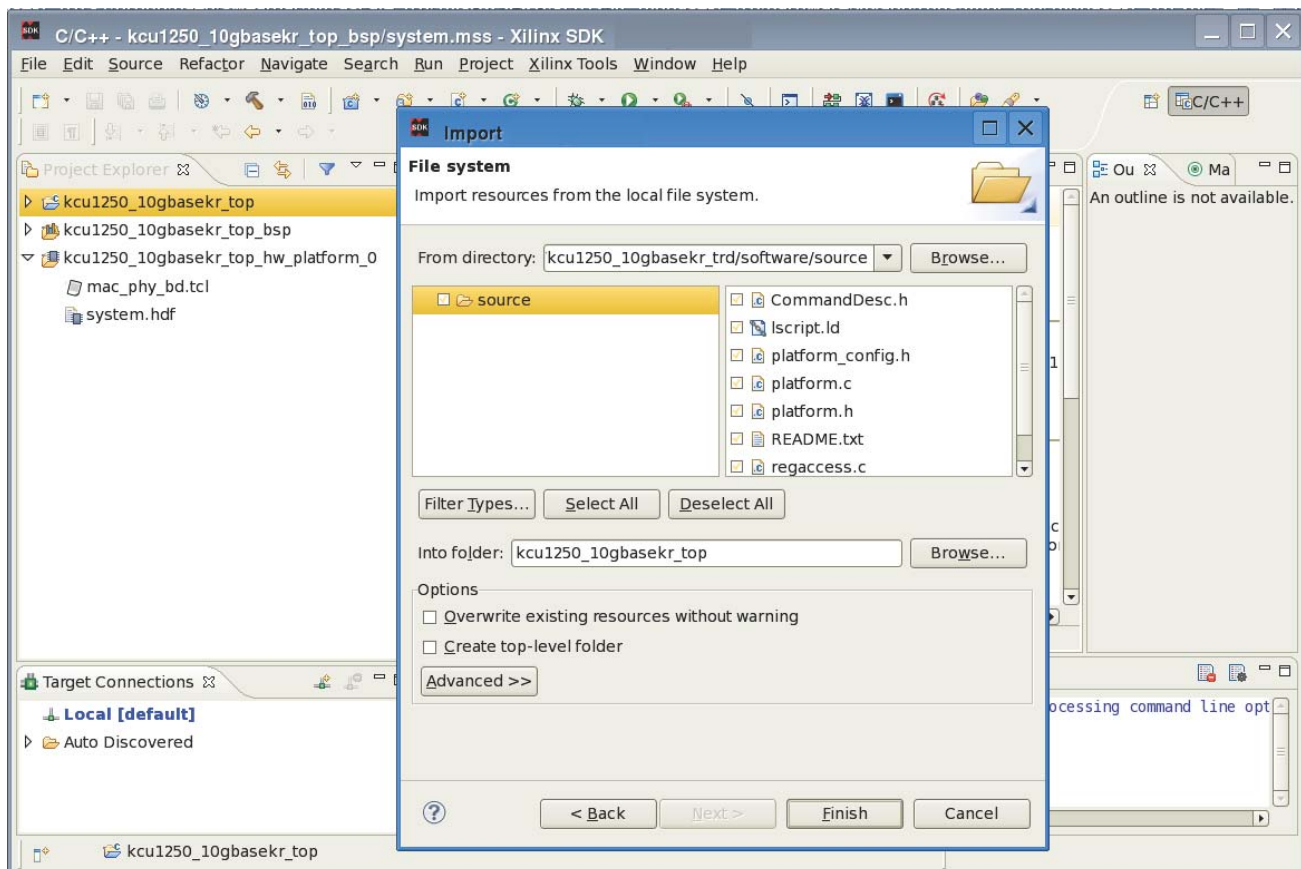 C/C++ - kcu1250_10gbasekr_top_bsp/system.mss - Xilinx SDK
File Edit Source Refactor Navigate Search Run Project Xilinx Tools Window Help
C/C++
Project Explorer
kcu1250_10gbasekr_top
kcu1250_10gbasekr_top_bsp
kcu1250_10gbasekr_top_hw_platform_0
mac_phy_bd.tcl
system.hdf
Import
File system
Import resources from the local file system.
From directory: kcu1250_10gbasekr_trd/software/source Browse...
source
CommandDesc.h
lscript.ld
platform_config.h
platform.c
platform.h
README.txt
regaccess.c
Filter Types... Select All Deselect All
Into folder: kcu1250_10gbasekr_top Browse...
Options
Overwrite existing resources without warning
Create top-level folder
Advanced >>
< Back Next > Finish Cancel
Ou Ma
An outline is not available.
Target Connections
Local [default]
Auto Discovered
ocessing command line opt
kcu1250_10gbasekr_top